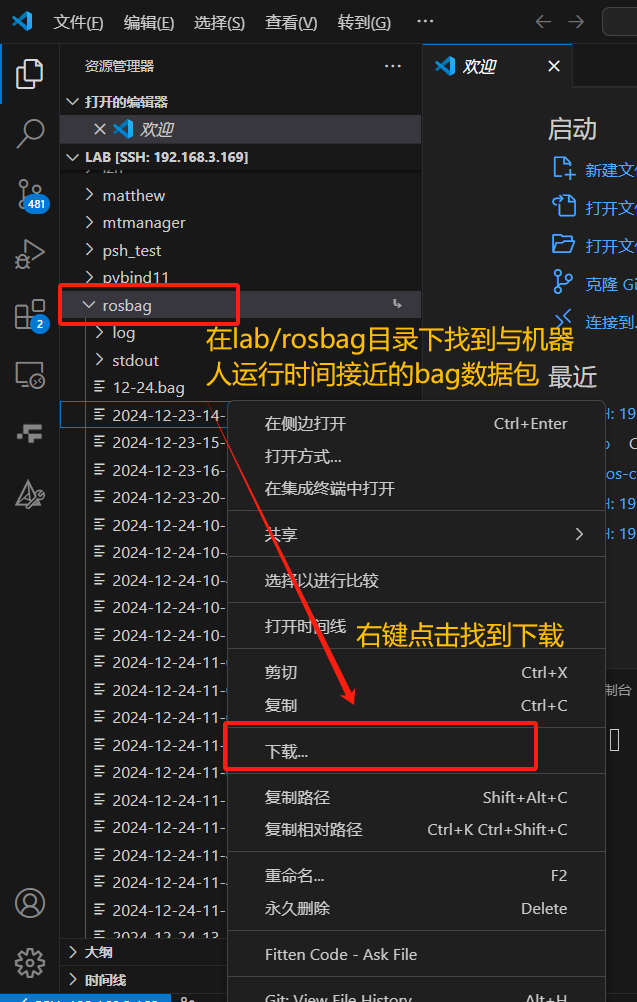 文件(F) 编辑(E) 选择(S) 查看(V) 转到(G) ···
资源管理器 ···
欢迎
打开的编辑器
欢迎
LAB [SSH: 192.168.3.169]
matthew
mtmanager
psh_test
pybind11
rosbag
log
stdout
12-24.bag
2024-12-23-14-
2024-12-23-15-
2024-12-23-16-
2024-12-23-20-
2024-12-24-10-
2024-12-24-10-
2024-12-24-10-
2024-12-24-10-
2024-12-24-10-
2024-12-24-11-
2024-12-24-11-
2024-12-24-11-
2024-12-24-11-
2024-12-24-11-
2024-12-24-11-
2024-12-24-11-
2024-12-24-11-
2024-12-24-11-
2024-12-24-11-
2024-12-24-13-
大纲
时间线
481
2
启动
新建文
打开文
打开文
克隆 Gi
连接到...
在lab/rosbag目录下找到与机器
人运行时间接近的bag数据包
最近
在侧边打开 Ctrl+Enter
打开方式...
在集成终端中打开
共享
选择以进行比较
打开时间线
右键点击找到下载
剪切 Ctrl+X
复制 Ctrl+C
下载...
复制路径 Shift+Alt+C
复制相对路径 Ctrl+K Ctrl+Shift+C
重命名... F2
永久删除 Delete
Fitten Code - Ask File
Git: View File History Alt+H
制台